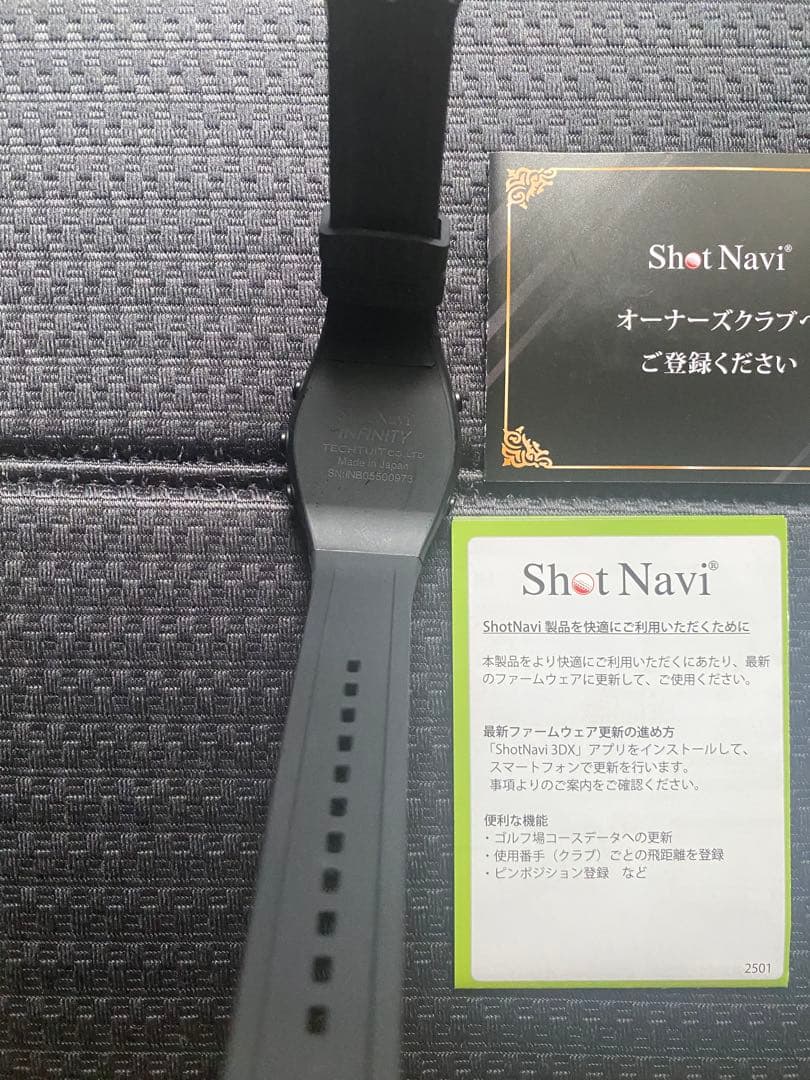 Shot Navi
INFINITY
TECHTUIT CO.,LTD.
Made in Japan
SN:INB05500973
Shot Navi®
オーナーズクラブへ
ご登録ください
Shot Navi®
ShotNavi 製品を快適にご利用いただくために
本製品をより快適にご利用いただくにあたり、最新
のファームウェアに更新して、ご使用ください。
最新ファームウェア更新の進め方
「ShotNavi 3DX」アプリをインストールして、
スマートフォンで更新を行います。
事項よりのご案内をご確認ください。
便利な機能
・ゴルフ場コースデータへの更新
・使用番手（クラブ）ごとの飛距離を登録
・ピンポジション登録　など
2501